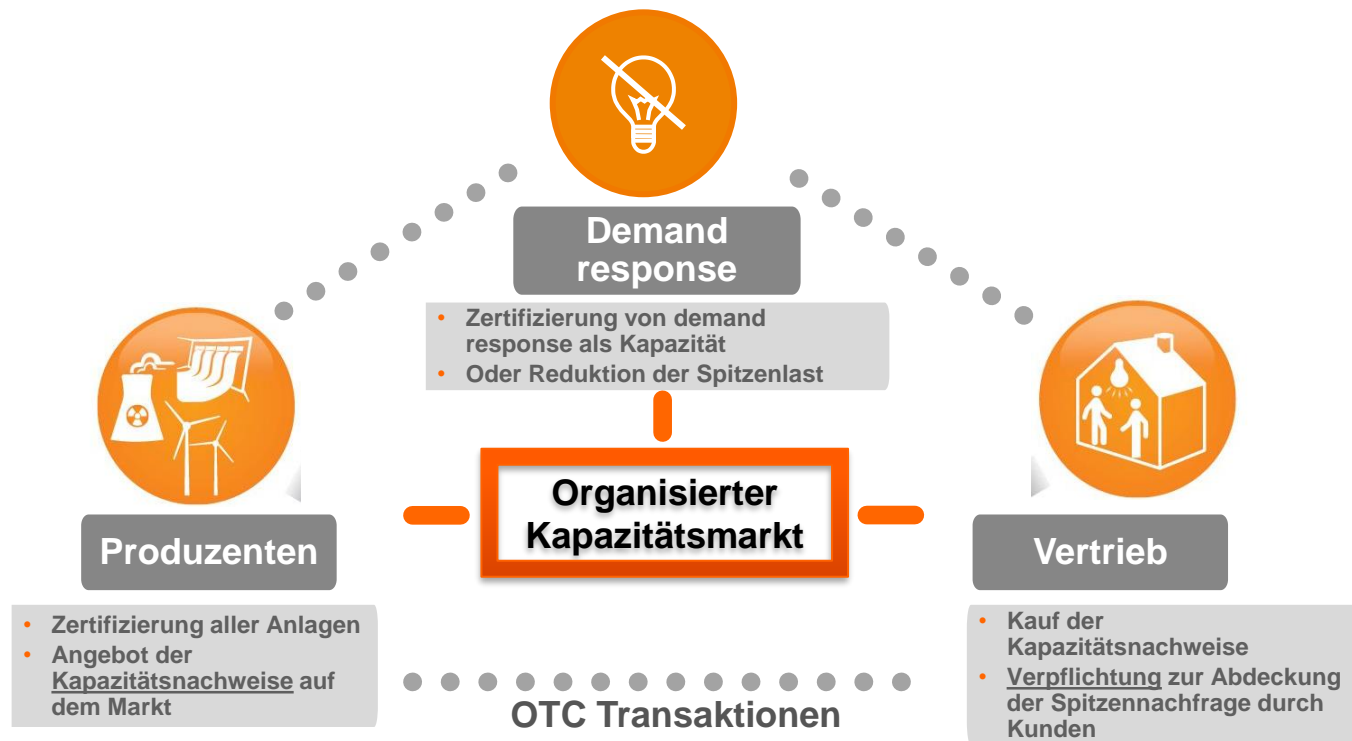 Demand
response
• Zertifizierung von demand
response als Kapazität
• Oder Reduktion der Spitzenlast
Organisierter
Kapazitätsmarkt
Produzenten
• Zertifizierung aller Anlagen
• Angebot der
Kapazitätsnachweise auf
dem Markt
Vertrieb
• Kauf der
Kapazitätsnachweise
• Verpflichtung zur Abdeckung
der Spitzennachfrage durch
Kunden
OTC Transaktionen